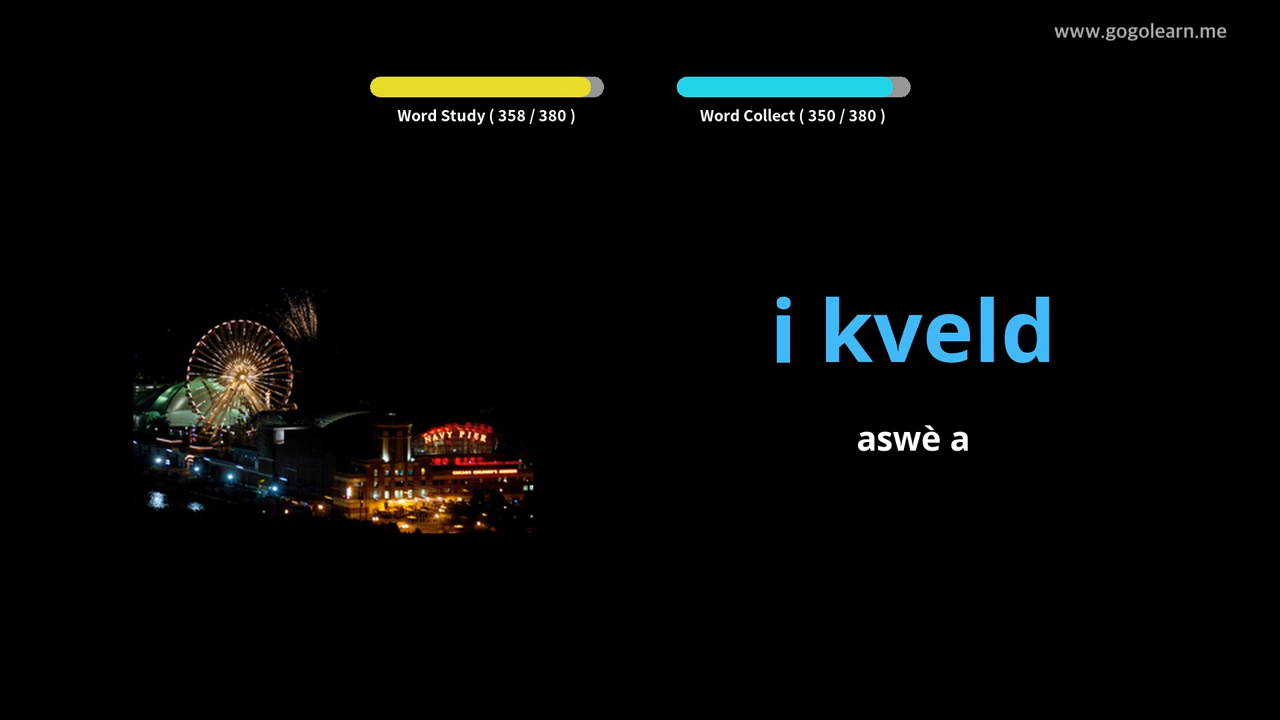 www.gogolearn.me
Word Study ( 358 / 380 )
Word Collect ( 350 / 380 )
i kveld
aswè a
NAVY PIER